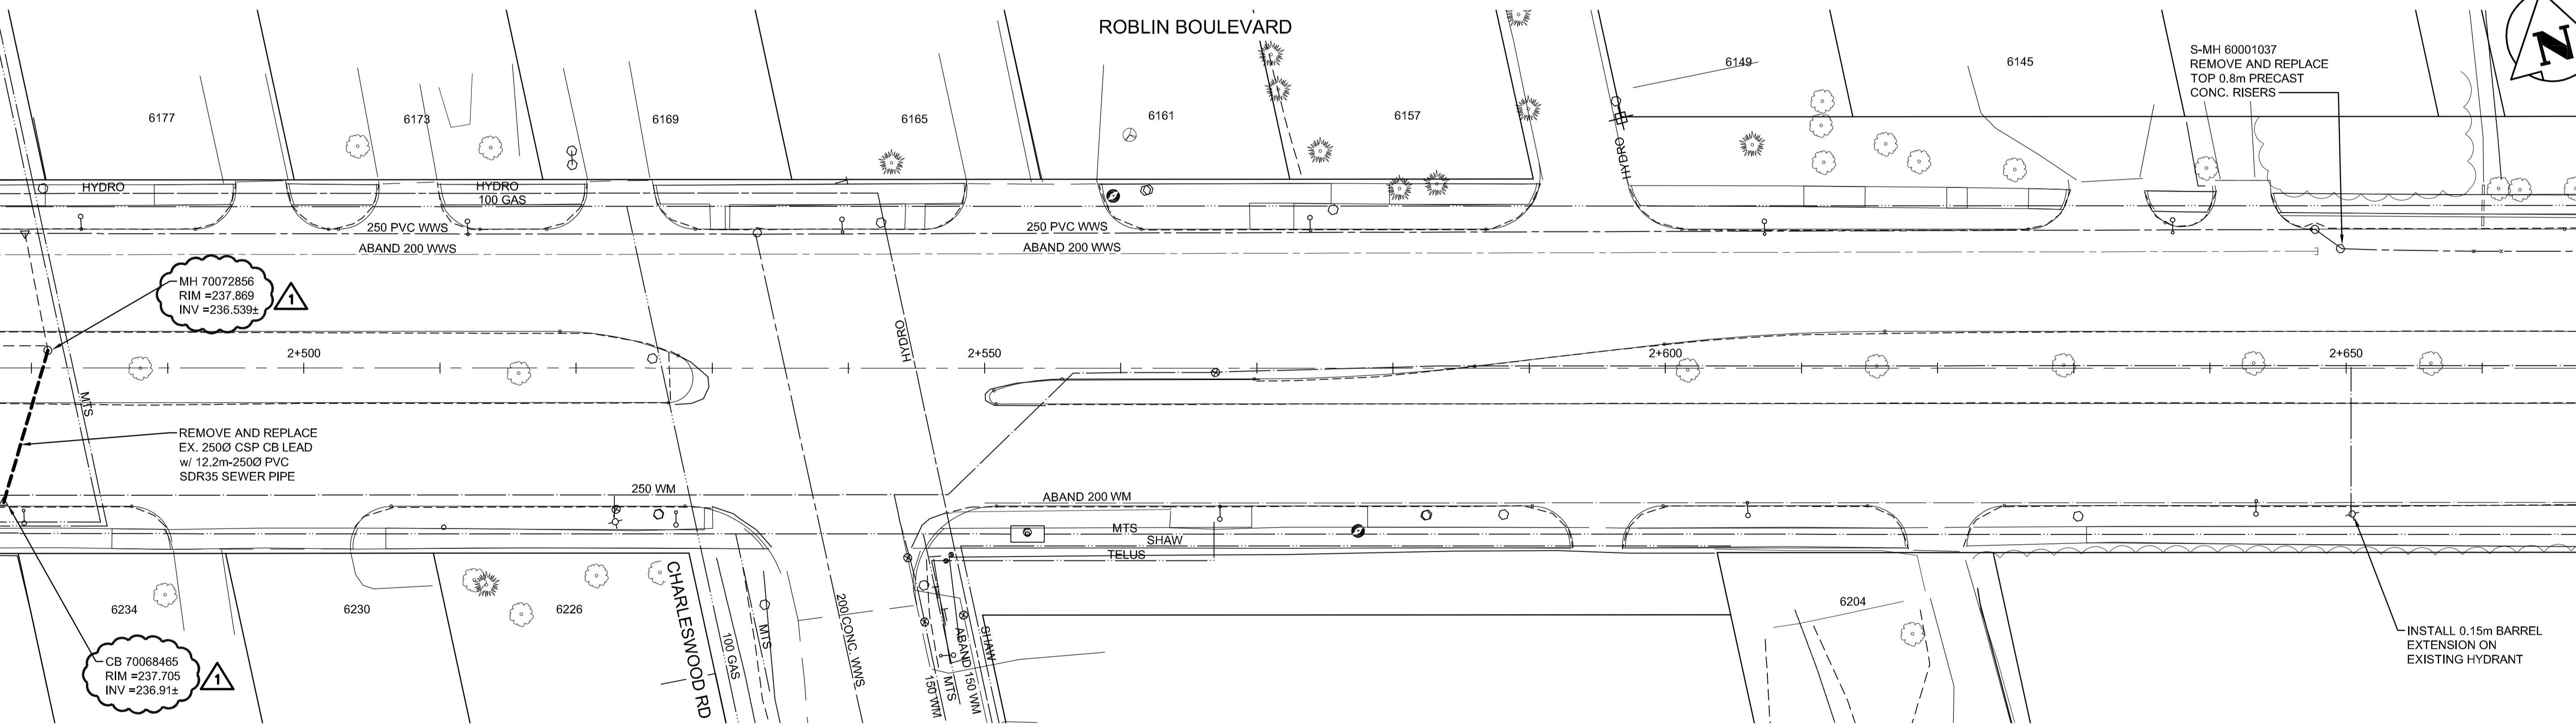 ROBLIN BOULEVARD
N
S-MH 60001037
REMOVE AND REPLACE
TOP 0.8m PRECAST
CONC. RISERS
6177
6173
6169
6165
6161
6157
6149
6145
HYDRO
HYDRO
100 GAS
HYDRO
250 PVC WWS
250 PVC WWS
ABAND 200 WWS
ABAND 200 WWS
MH 70072856
RIM =237.869
INV =236.539±
1
HYDRO
2+500
2+550
2+600
2+650
MTS
REMOVE AND REPLACE
EX. 250Ø CSP CB LEAD
w/ 12.2m-250Ø PVC
SDR35 SEWER PIPE
250 WM
ABAND 200 WM
MTS
SHAW
TELUS
6234
6230
6226
6204
CHARLESWOOD RD
100 GAS
MTS
200 CONC. WWS
150 WM
MTS
ABAND 150 WM
SHAW
CB 70068465
RIM =237.705
INV =236.91±
1
INSTALL 0.15m BARREL
EXTENSION ON
EXISTING HYDRANT